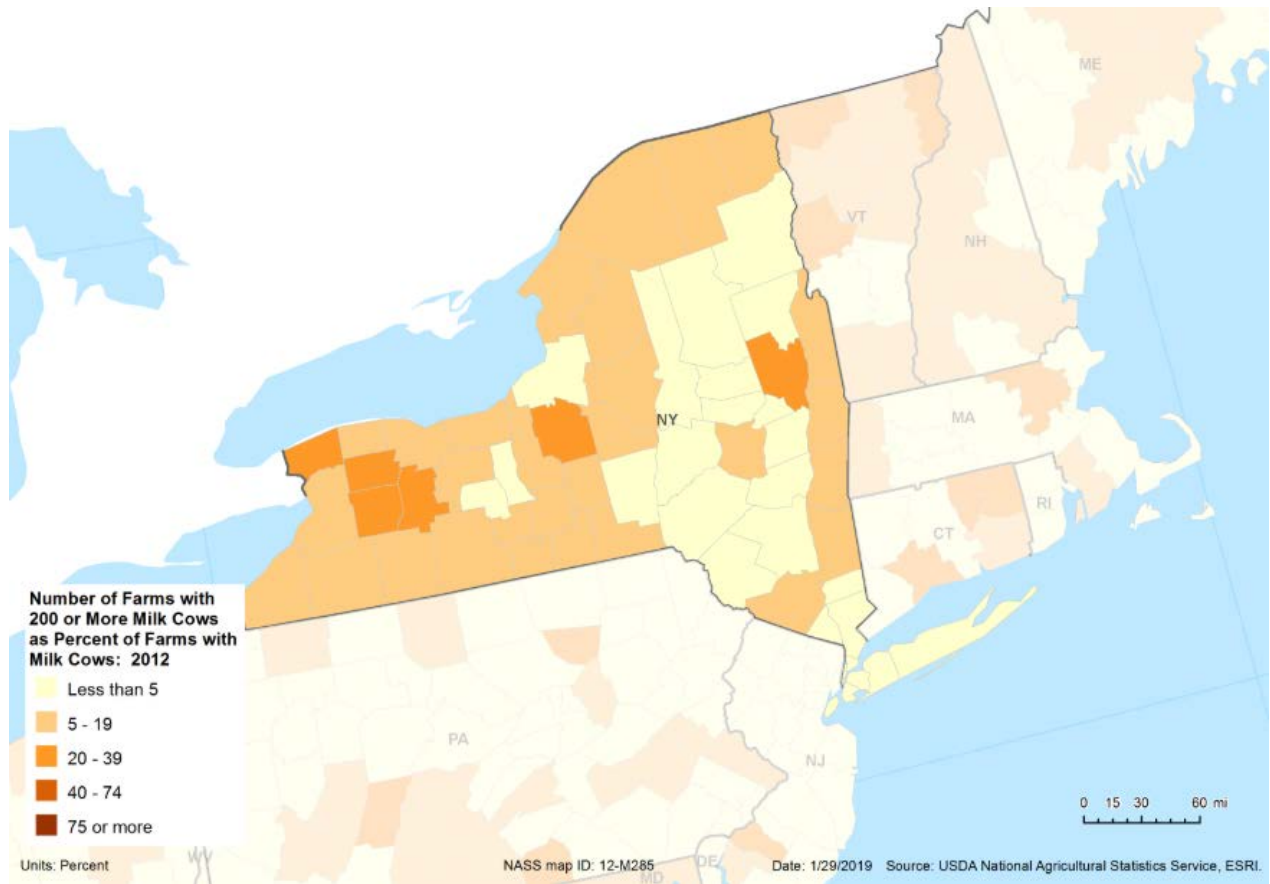 ME
VT
NH
NY
MA
CT
RI
PA
NJ
WV
MD
DE
Number of Farms with
200 or More Milk Cows
as Percent of Farms with
Milk Cows: 2012
Less than 5
5 - 19
20 - 39
40 - 74
75 or more
0 15 30 60 mi
Units: Percent
NASS map ID: 12-M285
Date: 1/29/2019 Source: USDA National Agricultural Statistics Service, ESRI.